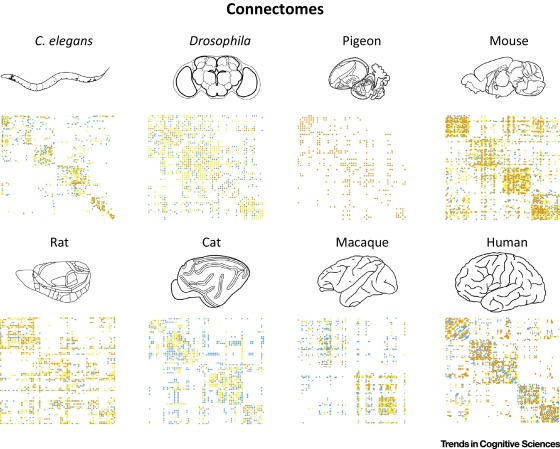 Connectomes
C. elegans
Drosophila
Pigeon
Mouse
Rat
Cat
Macaque
Human
Trends in Cognitive Sciences